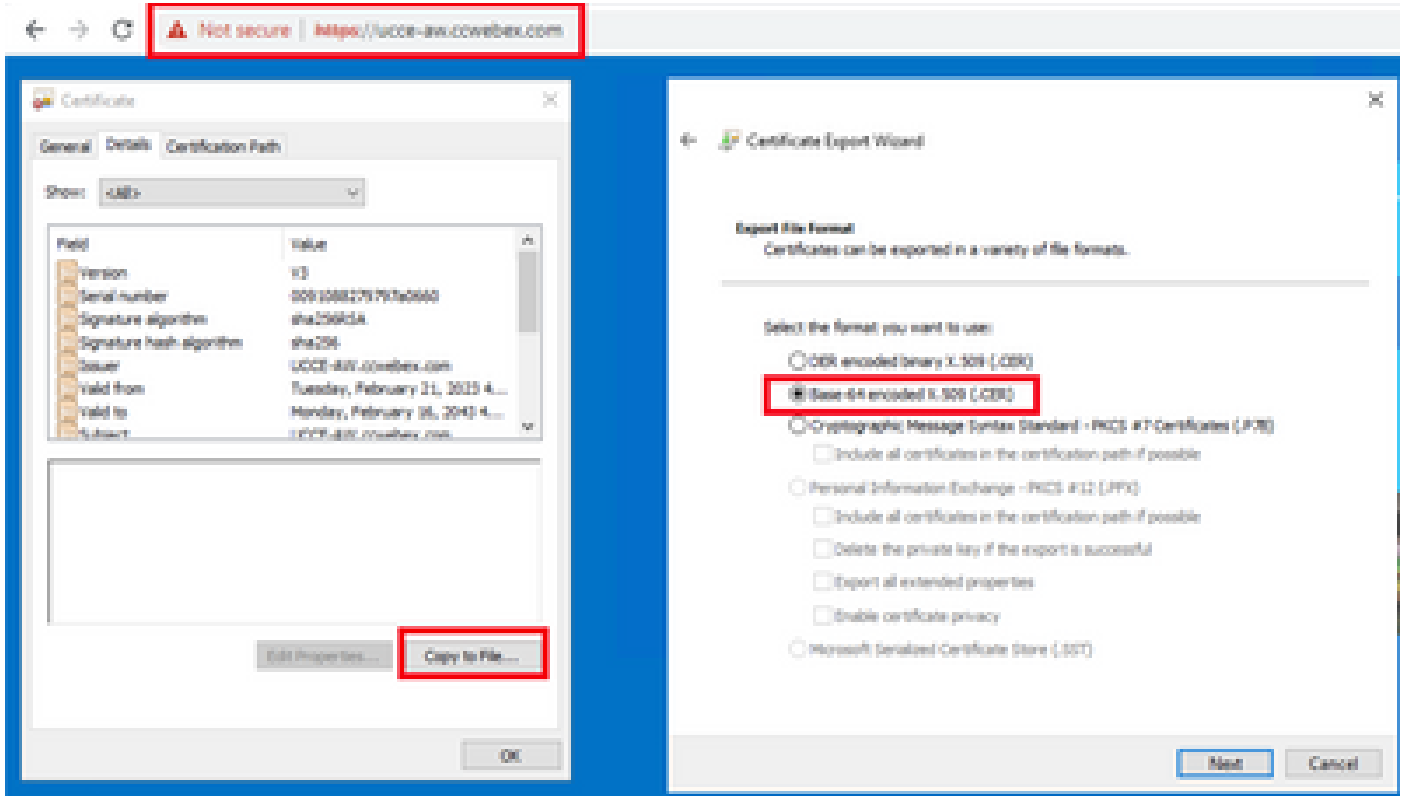 Not secure | https://ucce-aw.ccwebex.com
Certificate
General Details Certification Path
Show: <All>
Field Value
Version V3
Serial number
Signature algorithm sha256RSA
Signature hash algorithm sha256
Issuer UCCE-AW.ccwebex.com
Valid from Tuesday, February 21, 2023 4...
Valid to Monday, February 16, 2043 4...
Subject UCCE-AW.ccwebex.com
Edit Properties... Copy to File...
OK
Certificate Export Wizard
Export File Format
Certificates can be exported in a variety of file formats.
Select the format you want to use:
DER encoded binary X.509 (.CER)
Base-64 encoded X.509 (.CER)
Cryptographic Message Syntax Standard - PKCS #7 Certificates (.P7B)
Include all certificates in the certification path if possible
Personal Information Exchange - PKCS #12 (.PFX)
Include all certificates in the certification path if possible
Delete the private key if the export is successful
Export all extended properties
Enable certificate privacy
Microsoft Serialized Certificate Store (.SST)
Next Cancel